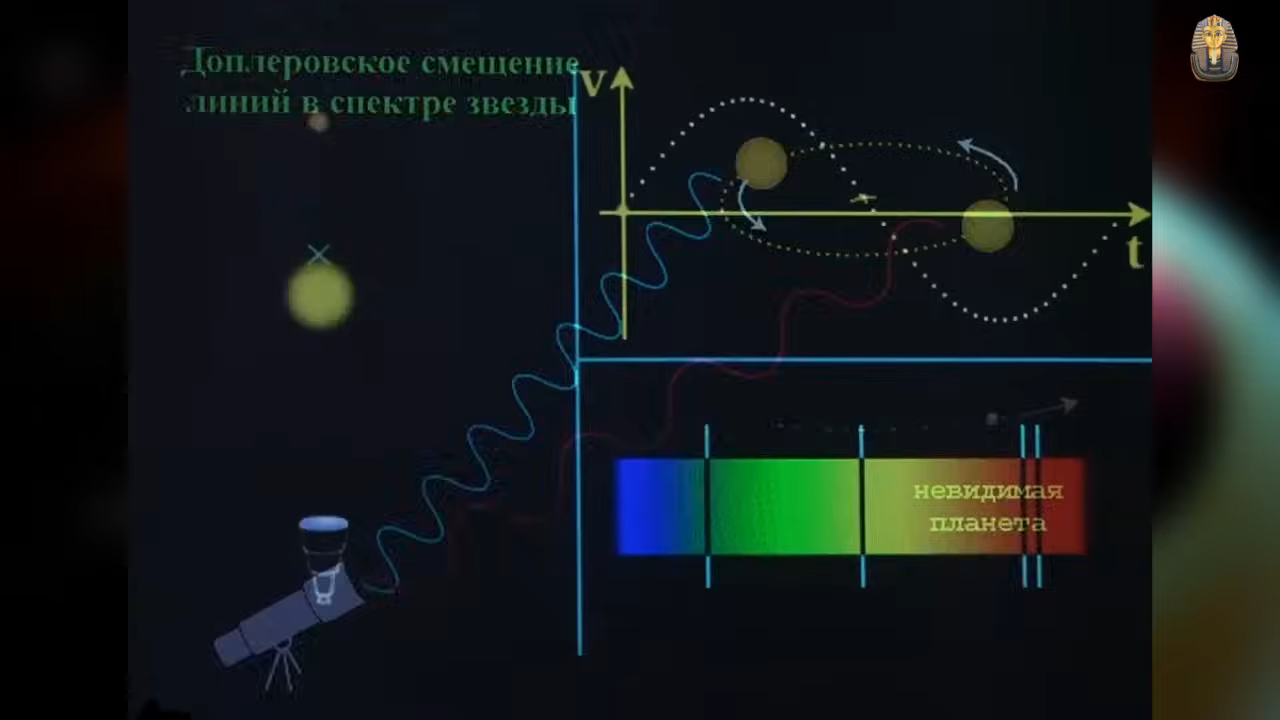 Доплеровское смещение
линий в спектре звезды
v
t
невидимая
планета